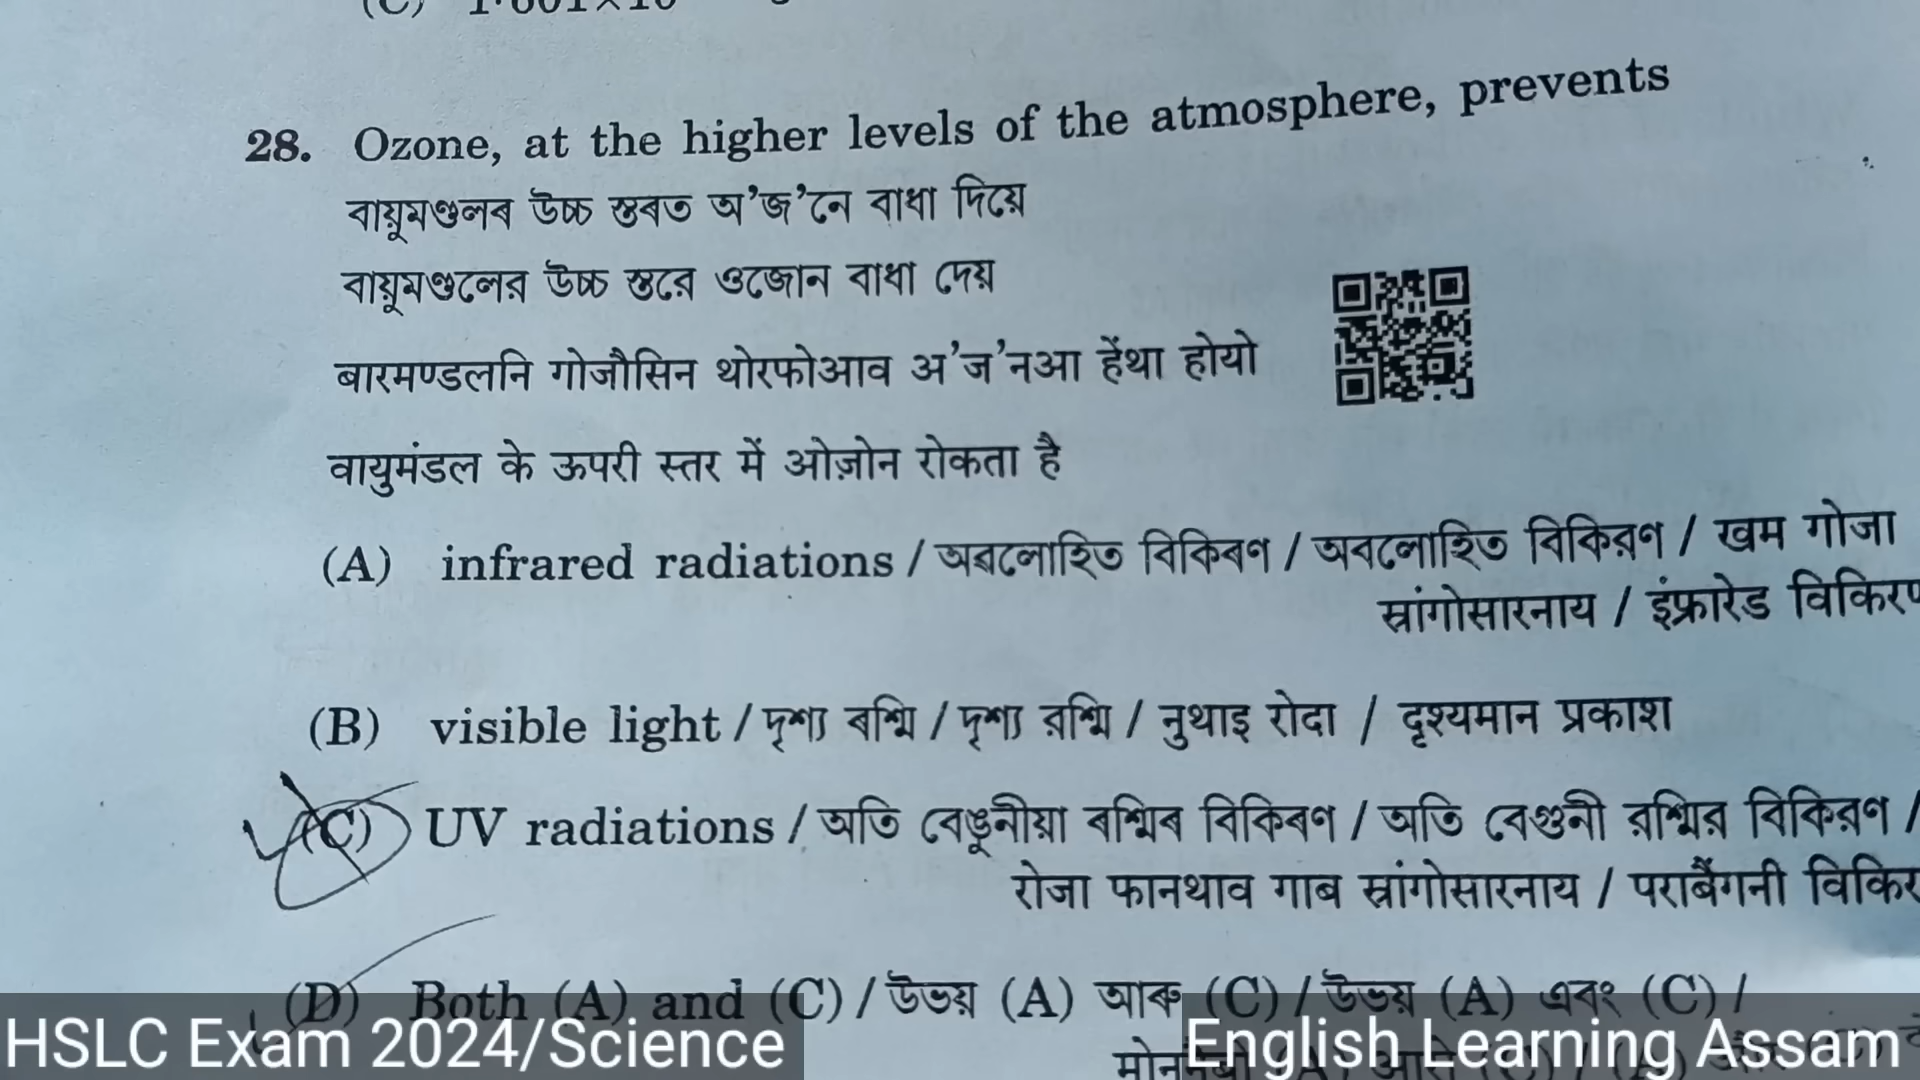 28. Ozone, at the higher levels of the atmosphere, prevents
বায়ুমণ্ডলৰ উচ্চ স্তৰত অ'জ'নে বাধা দিয়ে
বায়ুমণ্ডলের উচ্চ স্তরে ওজোন বাধা দেয়
बारमण्डलनि गोजौसिन थोरफोआव अ'ज'नआ हेंथा होयो
वायुमंडल के ऊपरी स्तर में ओज़ोन रोकता है
(A) infrared radiations / অৱলোহিত বিকিৰণ / অবলোহিত বিকিরণ / खम गोजा
स्रांगोसारनाय / इंफ्रारेड
(B) visible light / দৃশ্য ৰশ্মি / দৃশ্য রশ্মি / नुथाइ रोदा / दृश्यमान प्रकाश
(C) UV radiations / অতি বেঙুনীয়া ৰশ্মিৰ বিকিৰণ / অতি বেগুনী রশ্মির বিকিরণ /
रोजा फानथाव गाब स्रांगोसारनाय / पराबैंगनी
(D) Both (A) and (C) / উভয় (A) আৰু (C) / উভয় (A) এবং (C) /
HSLC Exam 2024/Science
English Learning Assam